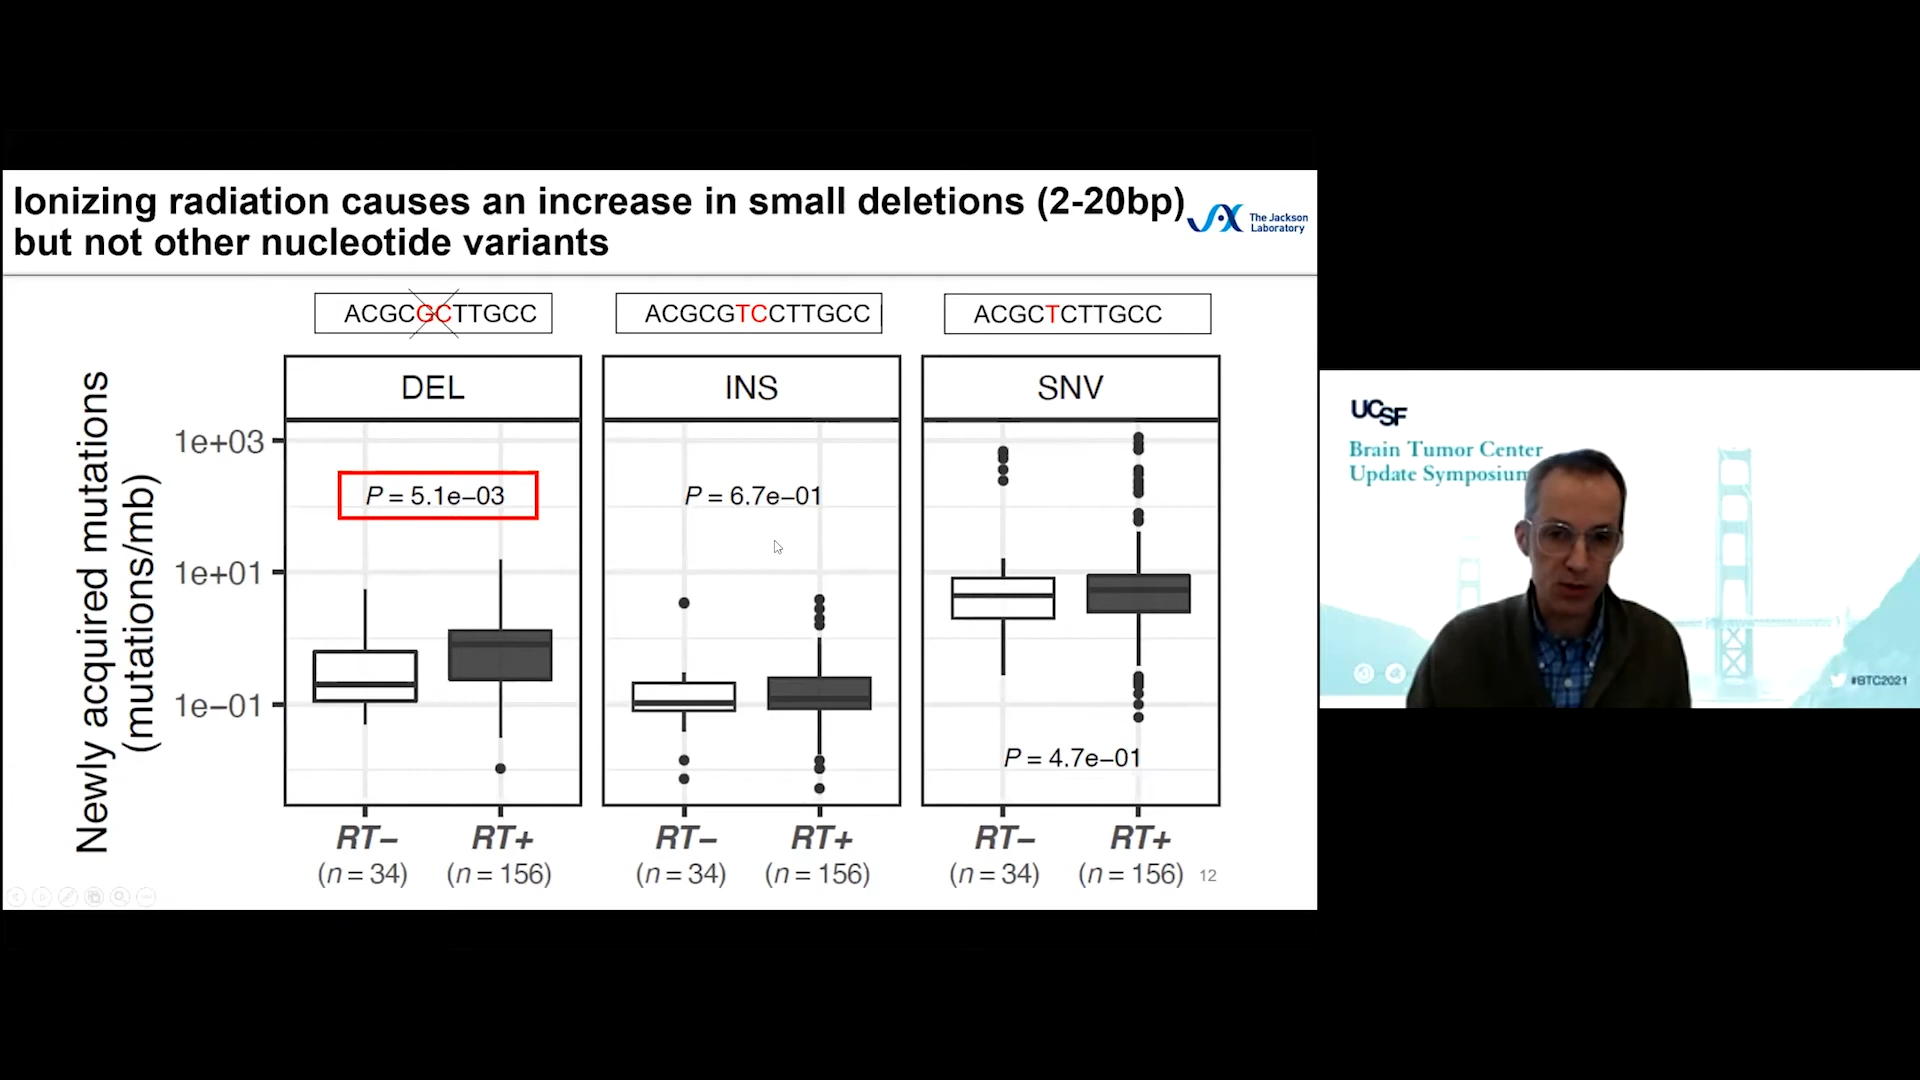 Ionizing radiation causes an increase in small deletions (2-20bp)
but not other nucleotide variants
The Jackson
Laboratory
ACGCGCTTGCC
ACGCGTCCTTGCC
ACGCTCTTGCC
DEL
INS
SNV
Newly acquired mutations
(mutations/mb)
1e+03
1e+01
1e−01
P = 5.1e−03
P = 6.7e−01
P = 4.7e−01
RT− RT+ RT− RT+ RT− RT+
(n = 34) (n = 156) (n = 34) (n = 156) (n = 34) (n = 156)
12
UCSF
Brain Tumor Center
Update Symposium
#BTC2021